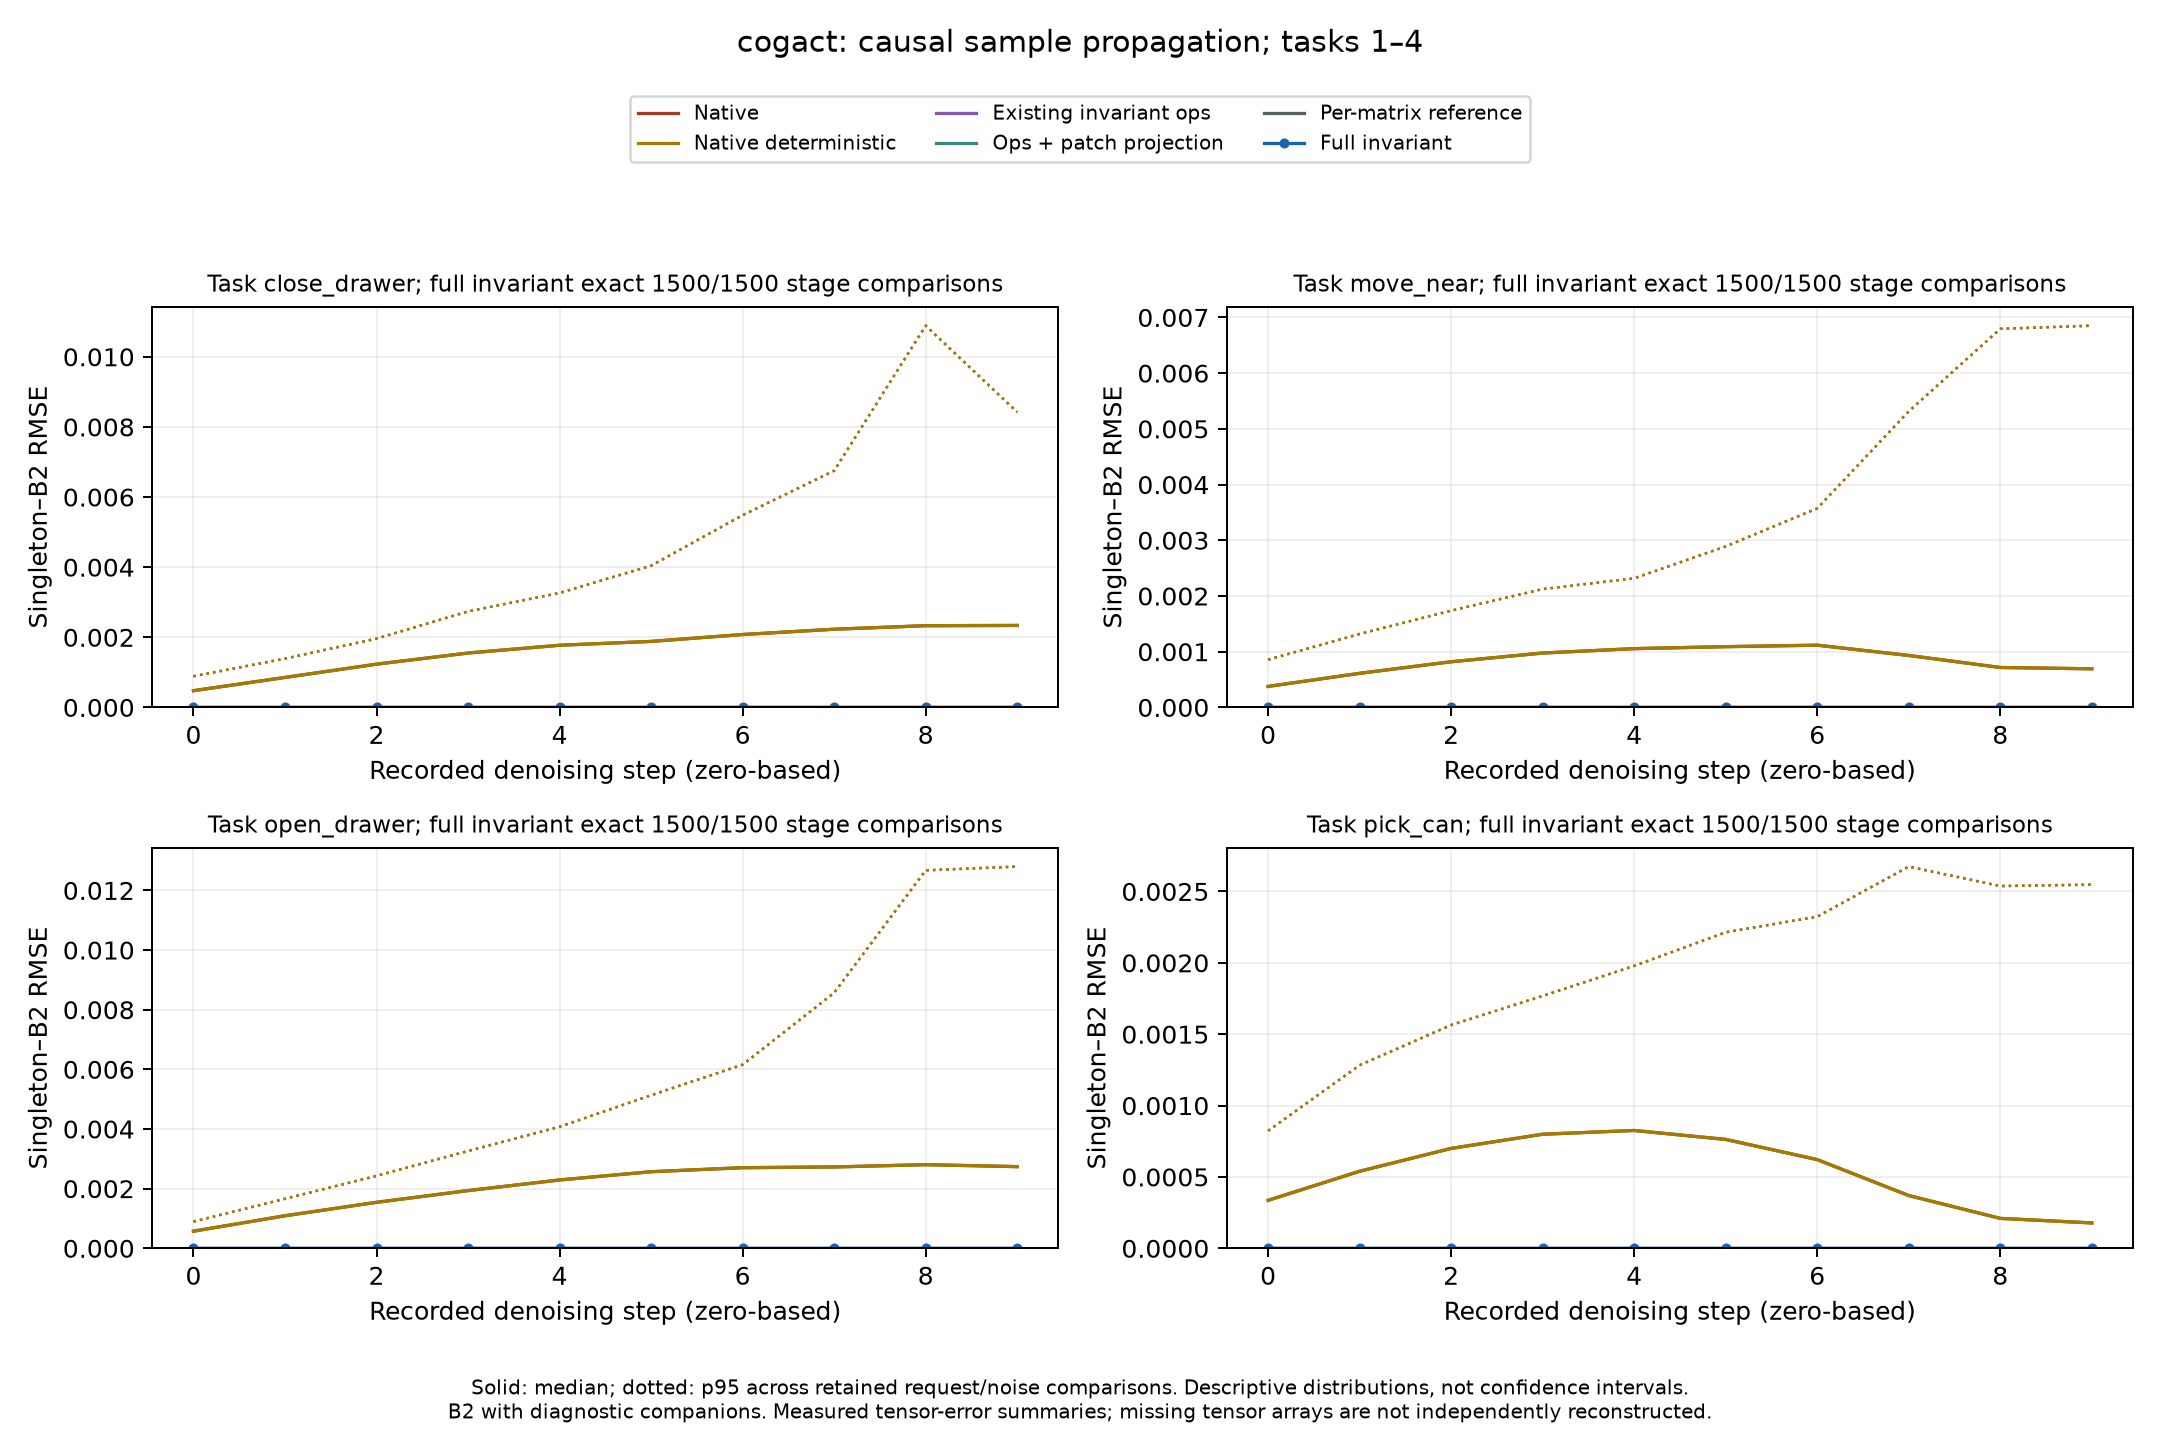 cogact: causal sample propagation; tasks 1–4
Native
Existing invariant ops
Per-matrix reference
Native deterministic
Ops + patch projection
Full invariant
Task close_drawer; full invariant exact 1500/1500 stage comparisons
Singleton–B2 RMSE
0.010
0.008
0.006
0.004
0.002
0.000
0 2 4 6 8
Recorded denoising step (zero-based)
Task move_near; full invariant exact 1500/1500 stage comparisons
Singleton–B2 RMSE
0.007
0.006
0.005
0.004
0.003
0.002
0.001
0.000
0 2 4 6 8
Recorded denoising step (zero-based)
Task open_drawer; full invariant exact 1500/1500 stage comparisons
Singleton–B2 RMSE
0.012
0.010
0.008
0.006
0.004
0.002
0.000
0 2 4 6 8
Recorded denoising step (zero-based)
Task pick_can; full invariant exact 1500/1500 stage comparisons
Singleton–B2 RMSE
0.0025
0.0020
0.0015
0.0010
0.0005
0.0000
0 2 4 6 8
Recorded denoising step (zero-based)
Solid: median; dotted: p95 across retained request/noise comparisons. Descriptive distributions, not confidence intervals.
B2 with diagnostic companions. Measured tensor-error summaries; missing tensor arrays are not independently reconstructed.